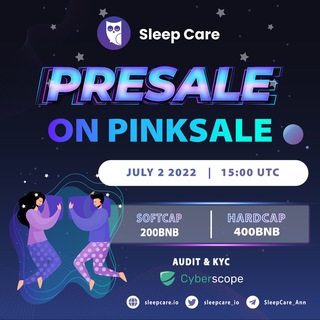 Sleep Care
PRESALE
ON PINKSALE
JULY 2 2022 | 15:00 UTC
SOFTCAP
200BNB
HARDCAP
400BNB
AUDIT & KYC
Cyberscope
sleepcare.io
sleepcare_io
SleepCare_Ann